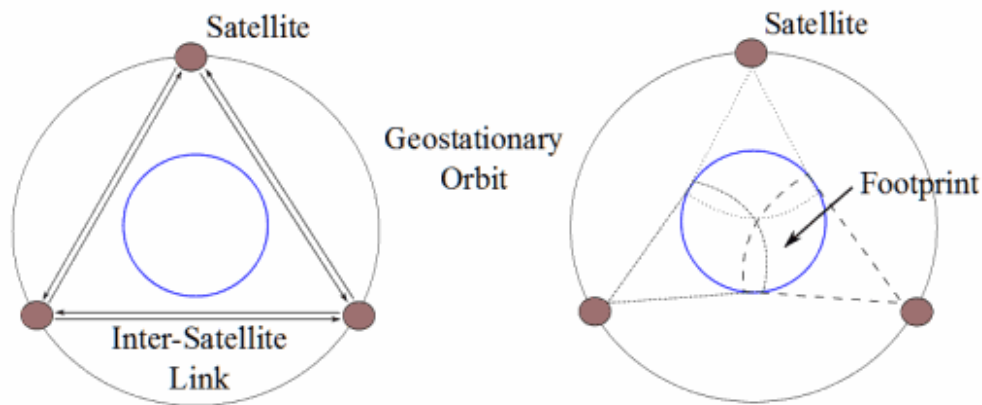 Satellite
Inter-Satellite
Link
Geostationary
Orbit
Satellite
Footprint